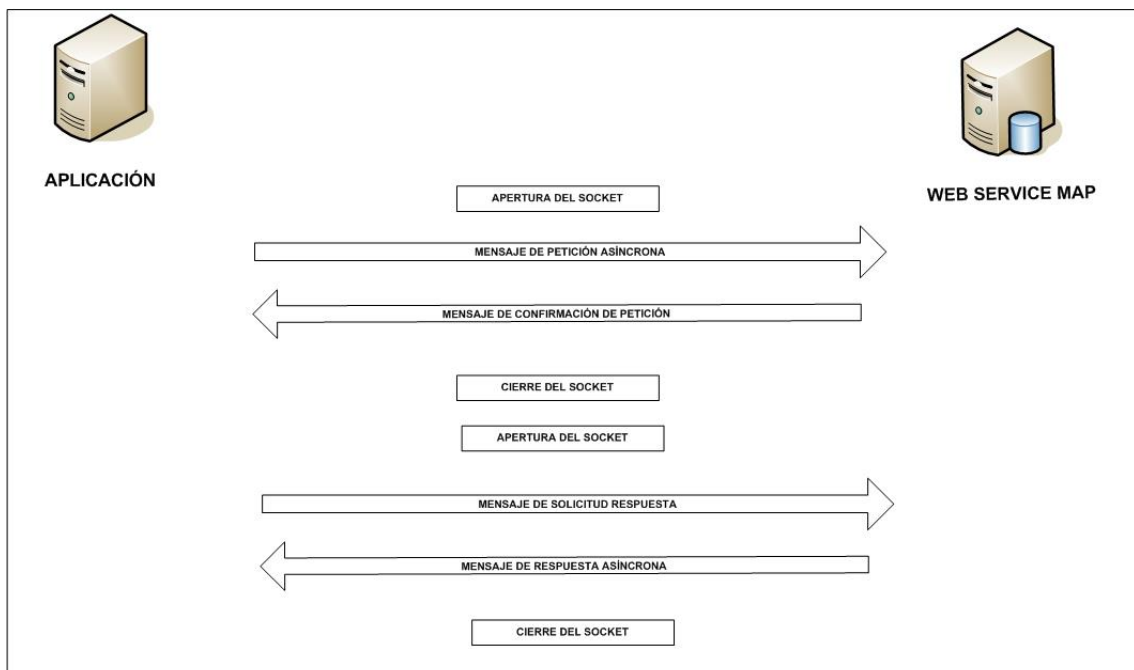 APLICACIÓN
WEB SERVICE MAP
APERTURA DEL SOCKET
MENSAJE DE PETICIÓN ASÍNCRONA
MENSAJE DE CONFIRMACIÓN DE PETICIÓN
CIERRE DEL SOCKET
APERTURA DEL SOCKET
MENSAJE DE SOLICITUD RESPUESTA
MENSAJE DE RESPUESTA ASÍNCRONA
CIERRE DEL SOCKET